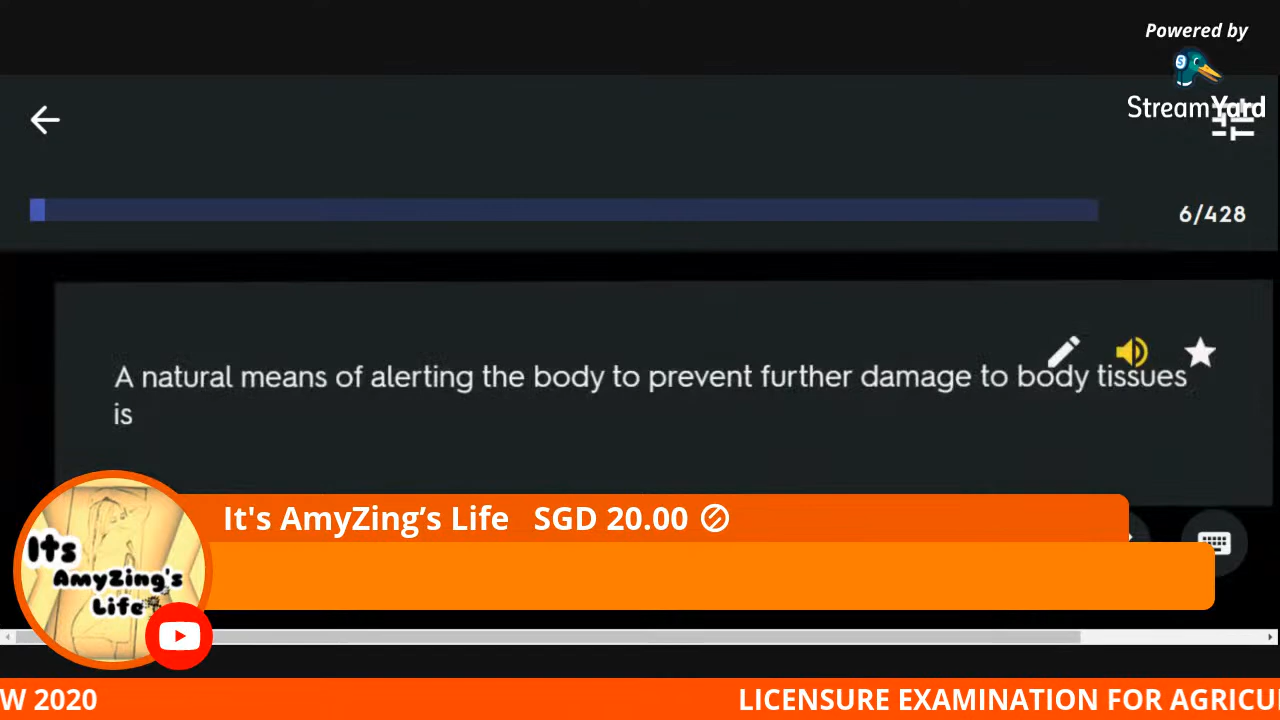 Powered by
StreamYard
6/428
A natural means of alerting the body to prevent further damage to body tissues
is
It's AmyZing’s Life SGD 20.00
Its
AmyZing's
Life
W 2020 LICENSURE EXAMINATION FOR AGRICU